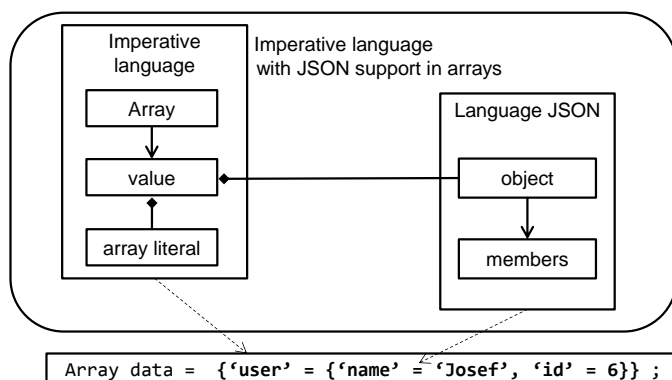 Imperative
language
Imperative language
with JSON support in arrays
Array
value
array literal
Language JSON
object
members
Array data = {‘user’ = {‘name’ = ‘Josef’, ‘id’ = 6}} ;